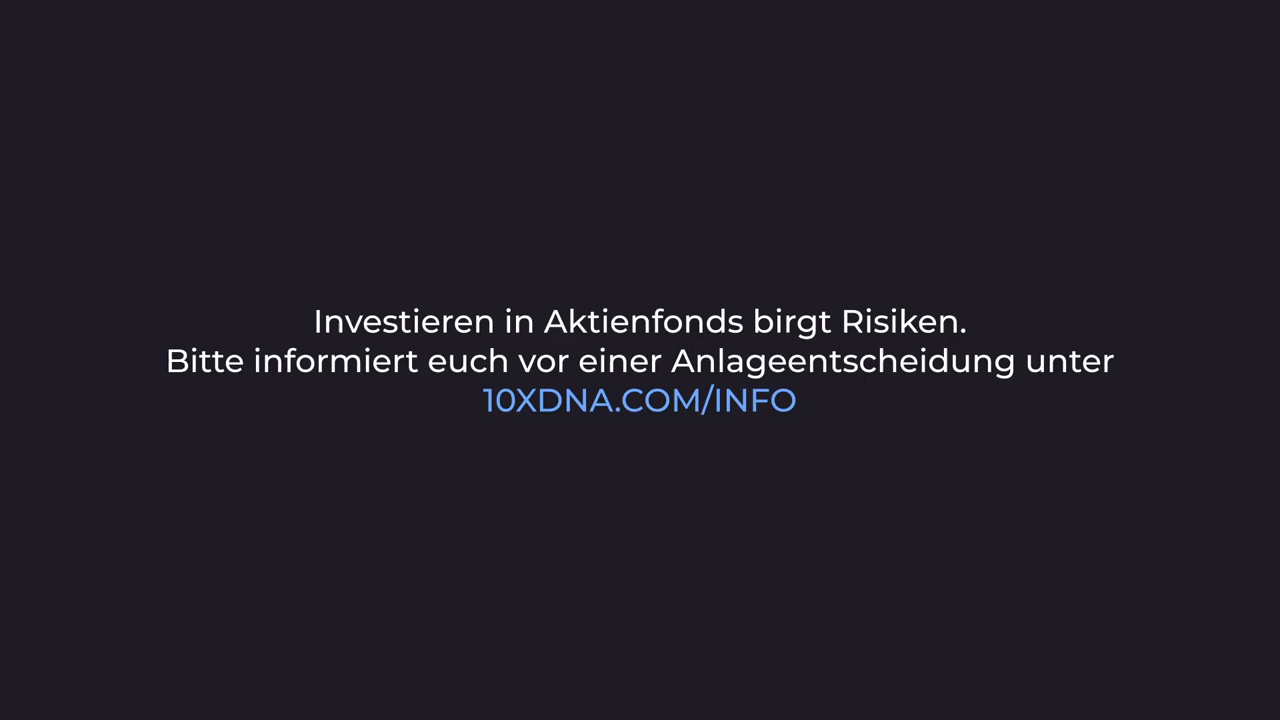 Investieren in Aktienfonds birgt Risiken.
Bitte informiert euch vor einer Anlageentscheidung unter
10XDNA.COM/INFO